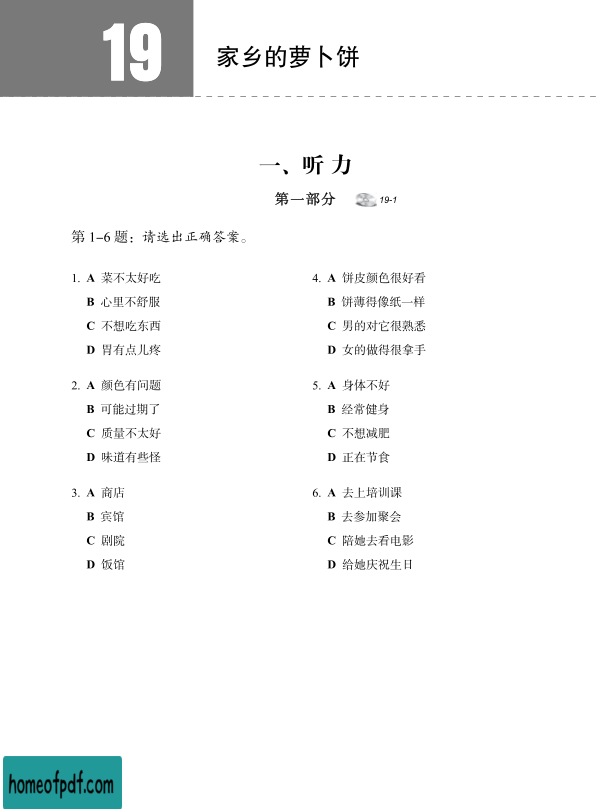 19
家乡的萝卜饼
一、听 力
第一部分 19-1
第 1-6 题：请选出正确答案。
1. A 菜不太好吃
B 心里不舒服
C 不想吃东西
D 胃有点儿疼
2. A 颜色有问题
B 可能过期了
C 质量不太好
D 味道有些怪
3. A 商店
B 宾馆
C 剧院
D 饭馆
4. A 饼皮颜色很好看
B 饼薄得像纸一样
C 男的对它很熟悉
D 女的做得很拿手
5. A 身体不好
B 经常健身
C 不想减肥
D 正在节食
6. A 去上培训课
B 去参加聚会
C 陪她去看电影
D 给她庆祝生日
homeofpdf.com